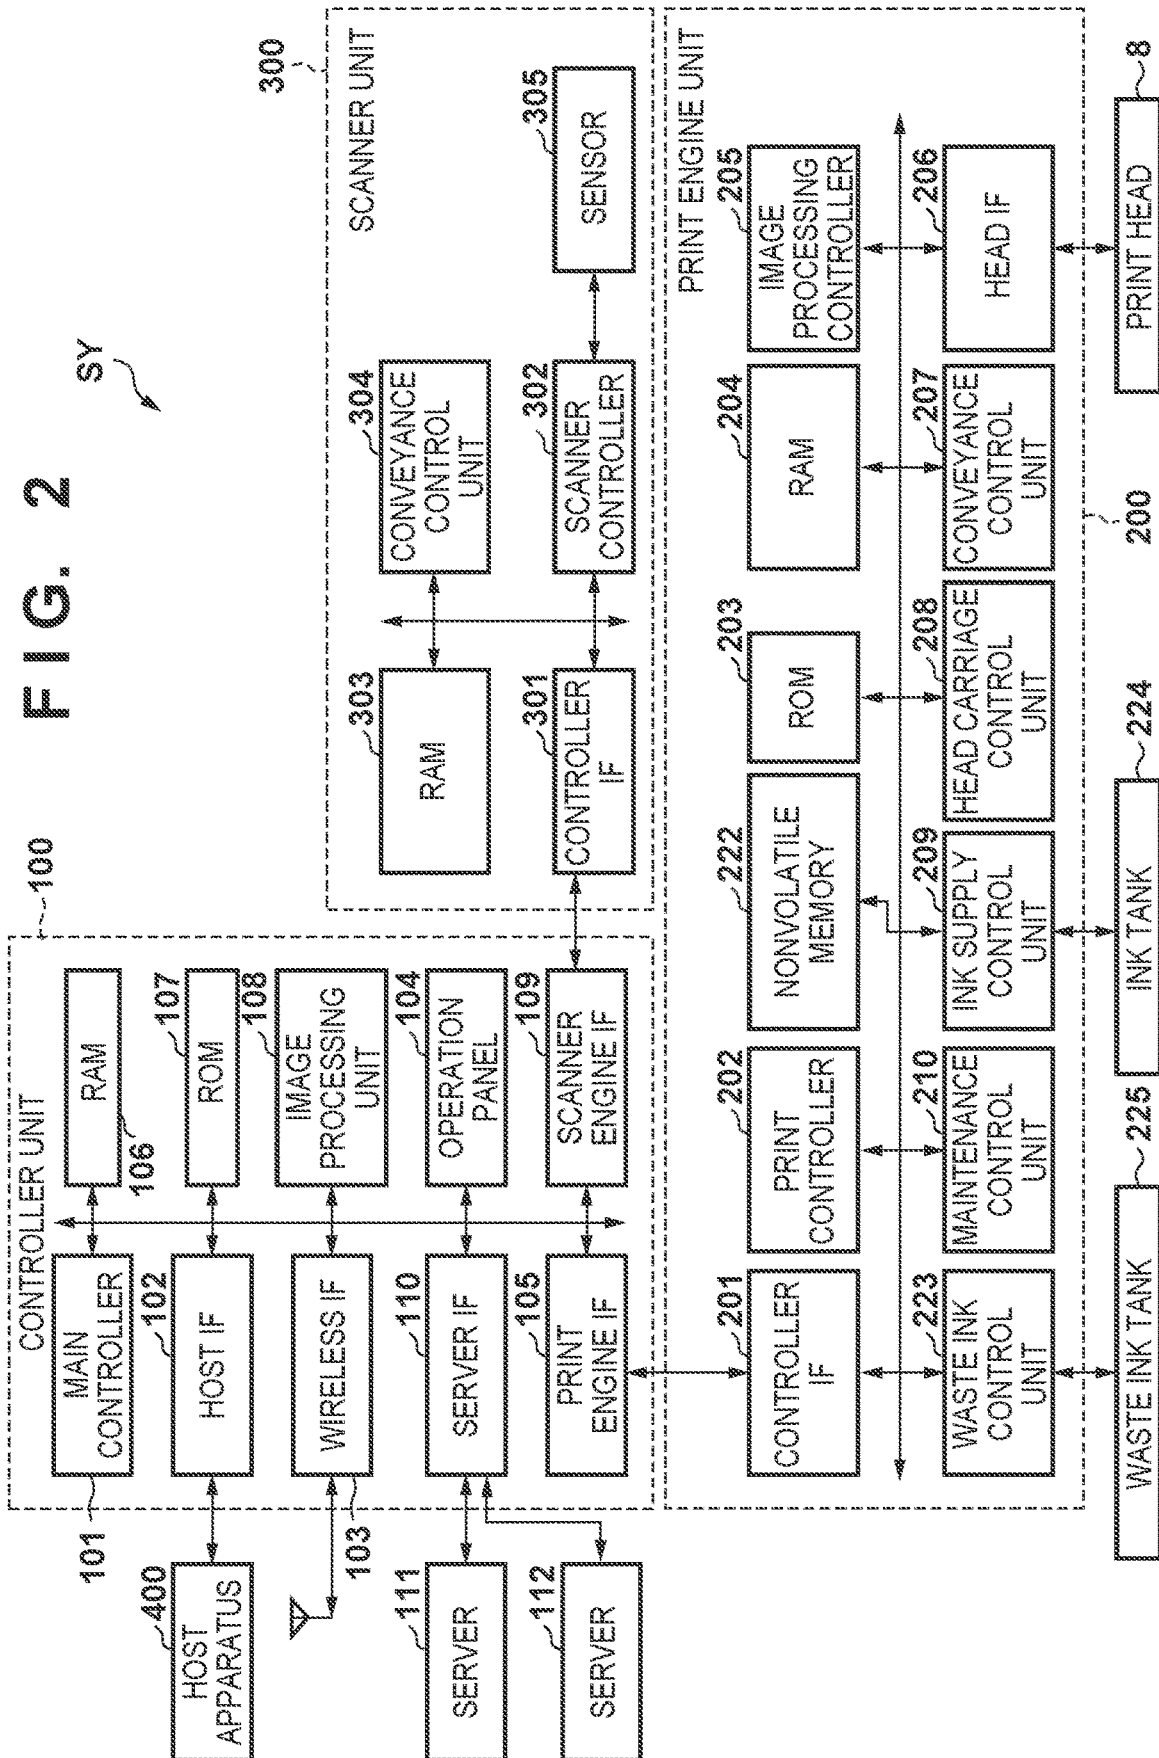 FIG. 2
SY
CONTROLLER UNIT
100
MAIN
CONTROLLER
101
RAM
106
HOST IF
102
ROM
107
WIRELESS IF
103
IMAGE
PROCESSING
UNIT
108
SERVER IF
110
OPERATION
PANEL
104
PRINT
ENGINE IF
105
SCANNER
ENGINE IF
109
HOST
APPARATUS
400
SERVER
111
SERVER
112
300
SCANNER UNIT
RAM
303
CONVEYANCE
CONTROL
UNIT
304
CONTROLLER
IF
301
SCANNER
CONTROLLER
302
SENSOR
305
PRINT ENGINE UNIT
200
CONTROLLER
IF
201
PRINT
CONTROLLER
202
NONVOLATILE
MEMORY
222
ROM
203
RAM
204
IMAGE
PROCESSING
CONTROLLER
205
WASTE INK
CONTROL
UNIT
223
MAINTENANCE
CONTROL
UNIT
210
INK SUPPLY
CONTROL
UNIT
209
HEAD CARRIAGE
CONTROL
UNIT
208
CONVEYANCE
CONTROL
UNIT
207
HEAD IF
206
WASTE INK TANK
225
INK TANK
224
PRINT HEAD
8